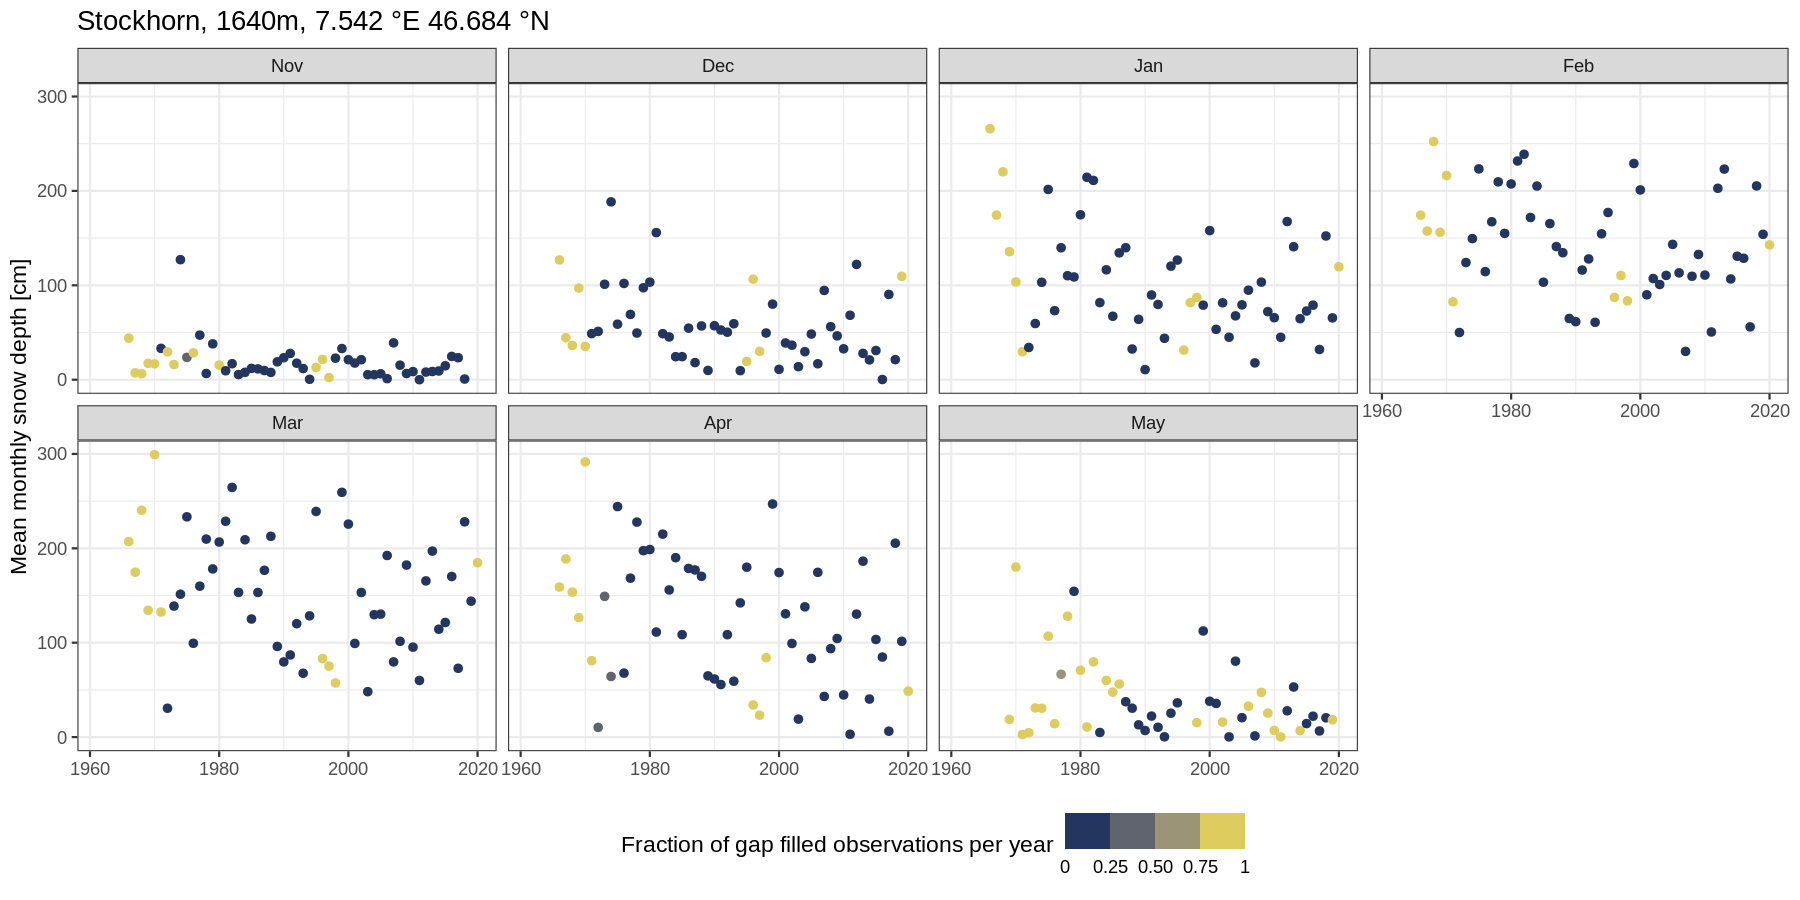 Stockhorn, 1640m, 7.542 °E 46.684 °N
Nov Dec Jan Feb
300
200
100
0
1960 1980 2000 2020
Mar Apr May
300
200
100
0
1960 1980 2000 2020 1960 1980 2000 2020 1960 1980 2000 2020
Mean monthly snow depth [cm]
Fraction of gap filled observations per year
0 0.25 0.50 0.75 1